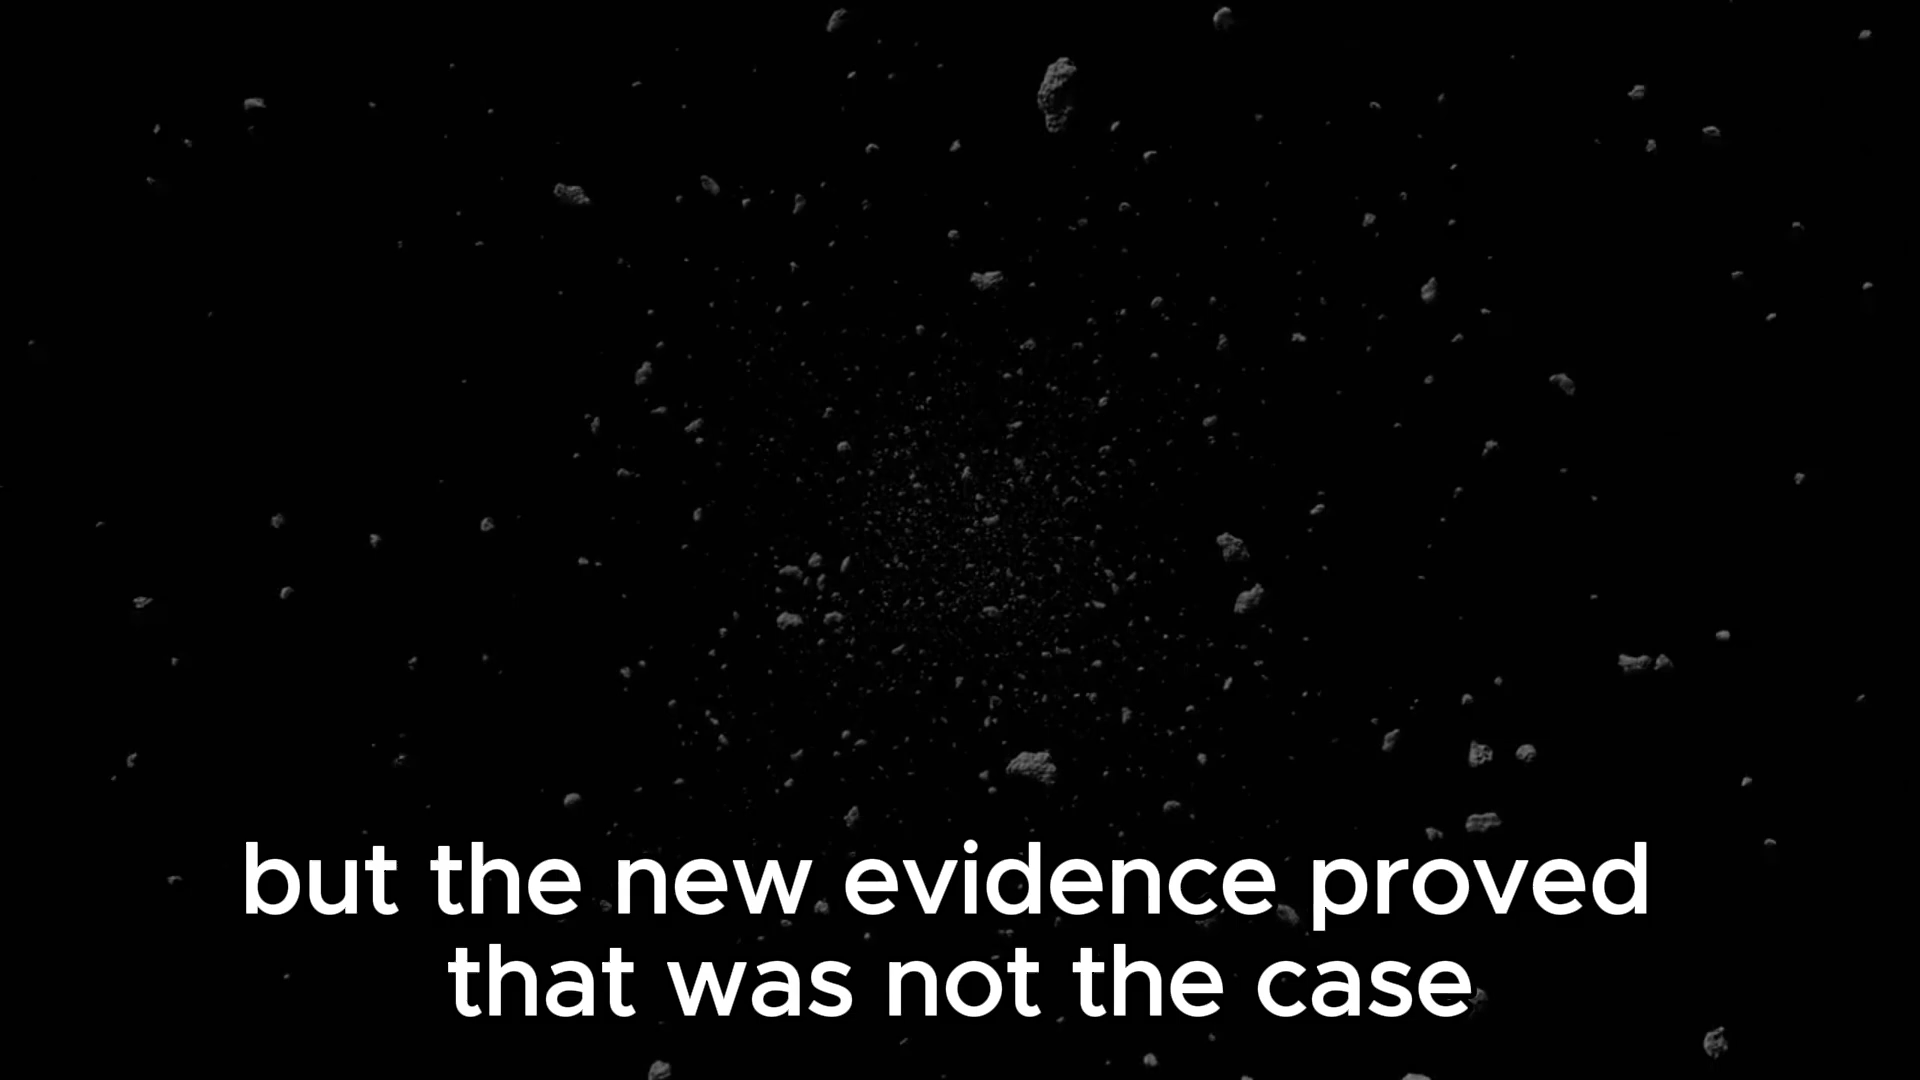 but the new evidence proved
that was not the case